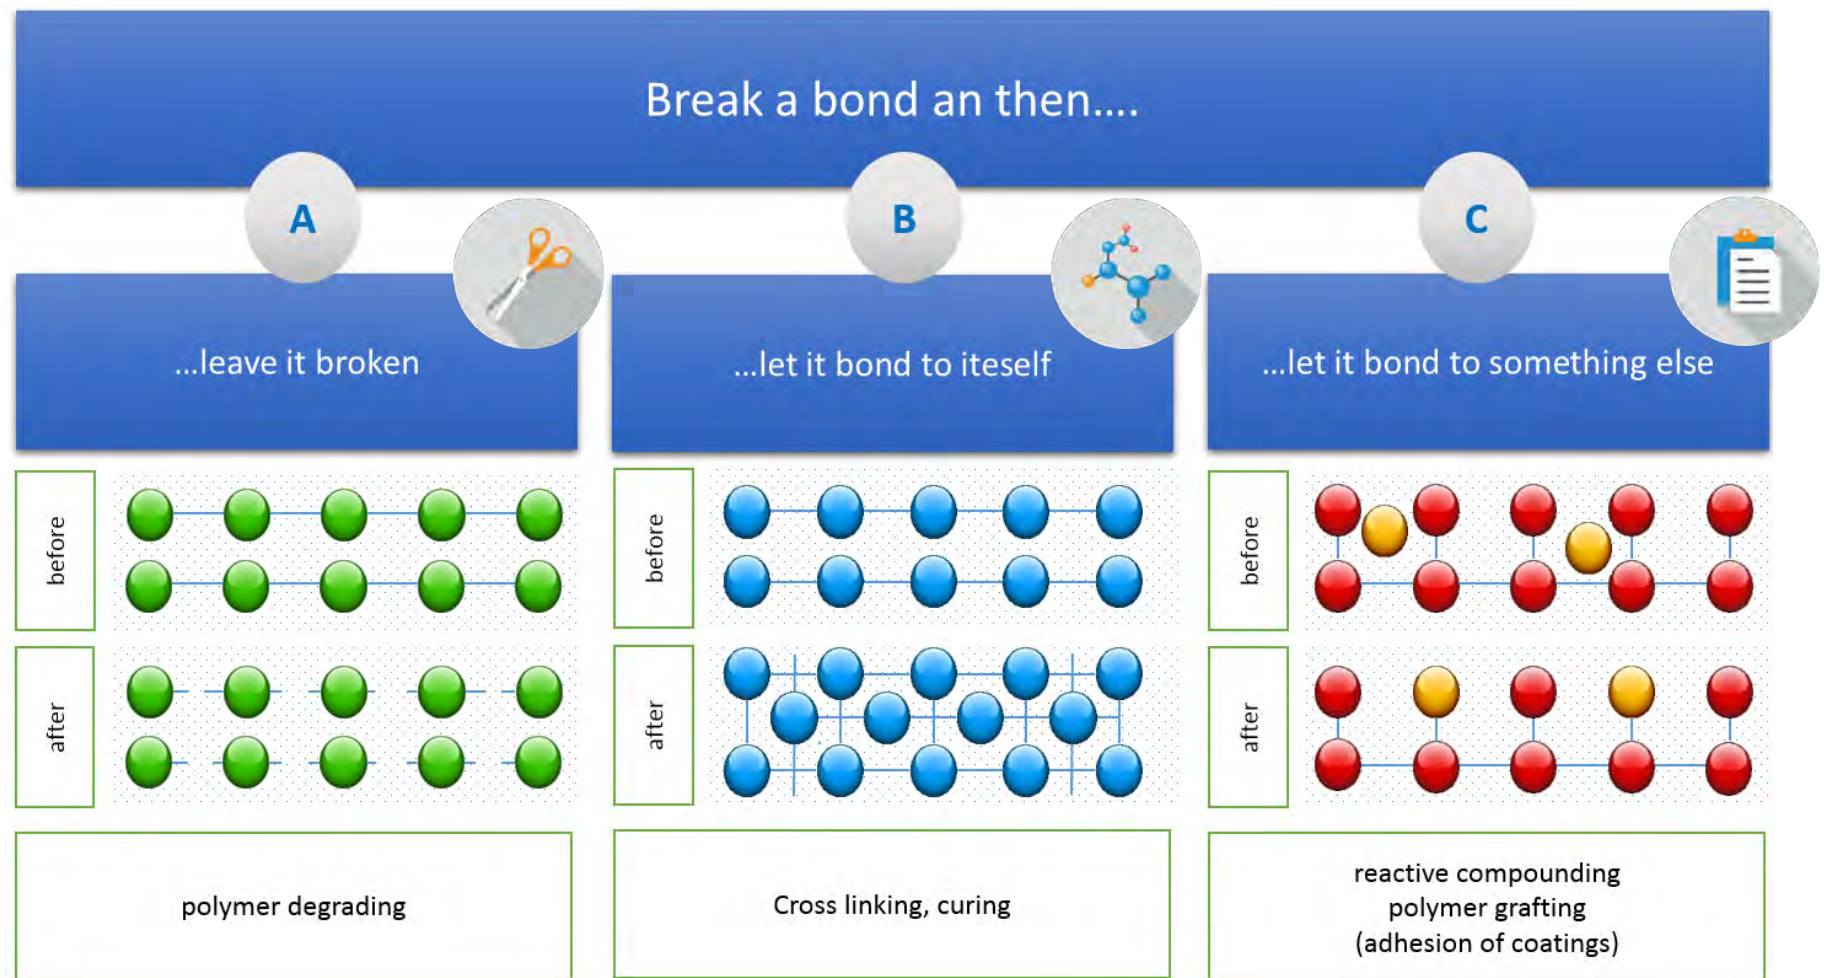 Break a bond an then....
A
B
C
...leave it broken
...let it bond to iteself
...let it bond to something else
before
before
before
after
after
after
polymer degrading
Cross linking, curing
reactive compounding
polymer grafting
(adhesion of coatings)